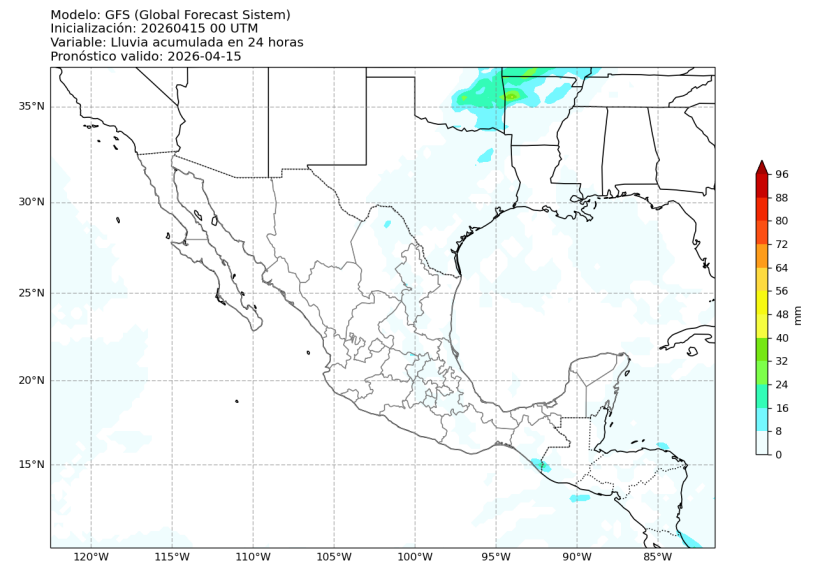 Modelo: GFS (Global Forecast Sistem)
Inicialización: 20260415 00 UTM
Variable: Lluvia acumulada en 24 horas
Pronóstico valido: 2026-04-15
35°N
30°N
25°N
20°N
15°N
120°W 115°W 110°W 105°W 100°W 95°W 90°W 85°W
96
88
80
72
64
56
48
40
32
24
16
8
0
mm